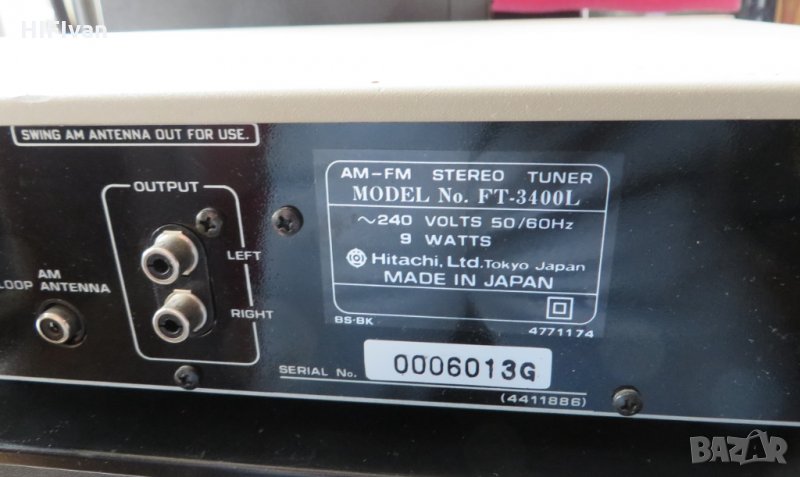 HIfiIvan
SWING AM ANTENNA OUT FOR USE.
OUTPUT
LEFT
RIGHT
AM
LOOP ANTENNA
AM-FM STEREO TUNER
MODEL No. FT-3400L
~240 VOLTS 50/60Hz
9 WATTS
Hitachi, Ltd. Tokyo Japan
MADE IN JAPAN
BS·BK
4771174
SERIAL No.
0006013G
(4411886)
BAZAR